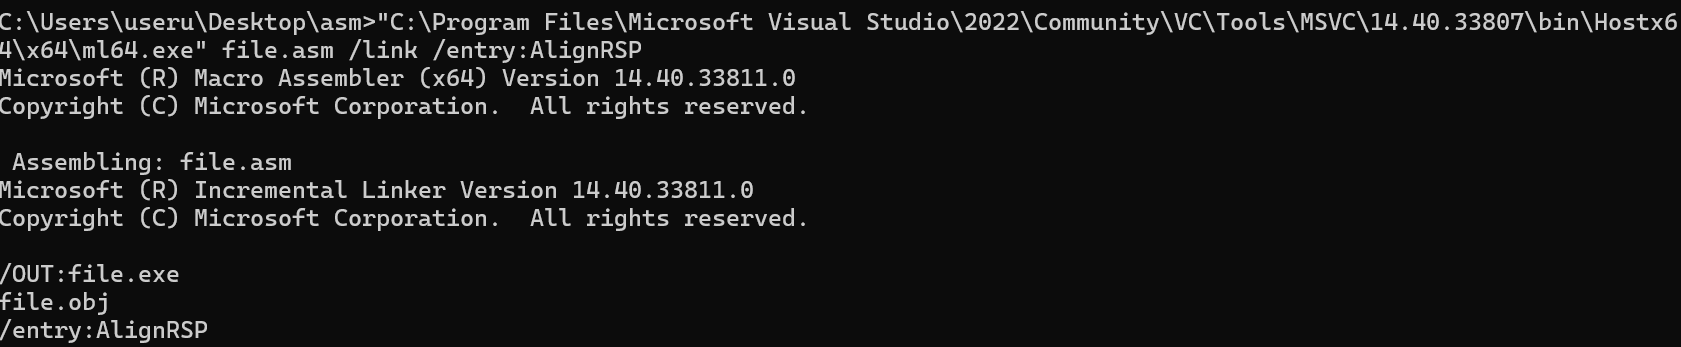 C:\Users\useru\Desktop\asm>"C:\Program Files\Microsoft Visual Studio\2022\Community\VC\Tools\MSVC\14.40.33807\bin\Hostx6
4\x64\ml64.exe" file.asm /link /entry:AlignRSP
Microsoft (R) Macro Assembler (x64) Version 14.40.33811.0
Copyright (C) Microsoft Corporation.  All rights reserved.

 Assembling: file.asm
Microsoft (R) Incremental Linker Version 14.40.33811.0
Copyright (C) Microsoft Corporation.  All rights reserved.

/OUT:file.exe
file.obj
/entry:AlignRSP